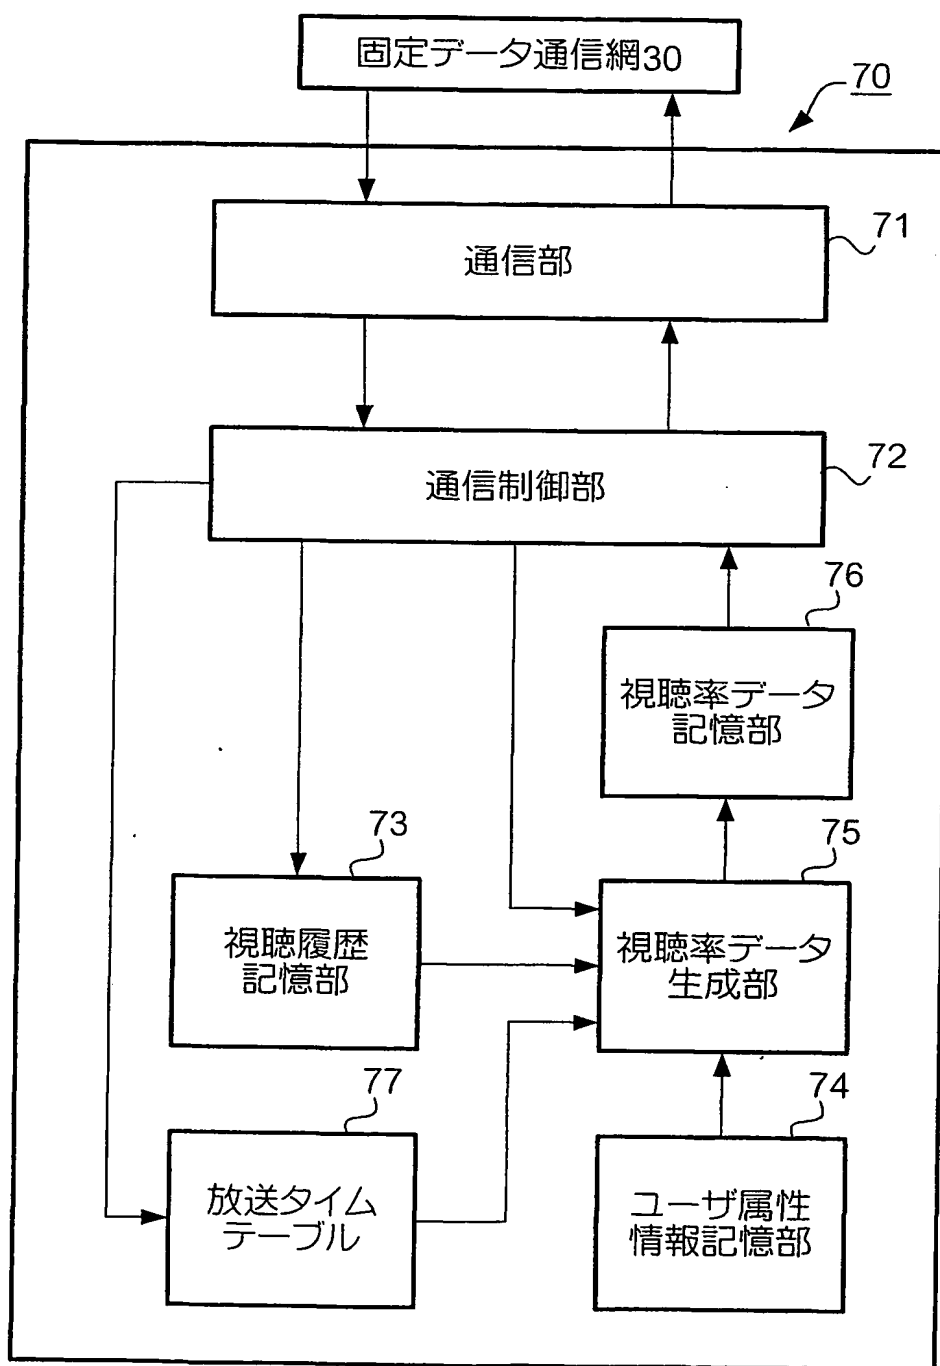 固定データ通信網30
70
通信部
71
通信制御部
72
76
視聴率データ
記憶部
73
視聴履歴
記憶部
75
視聴率データ
生成部
77
放送タイム
テーブル
74
ユーザ属性
情報記憶部